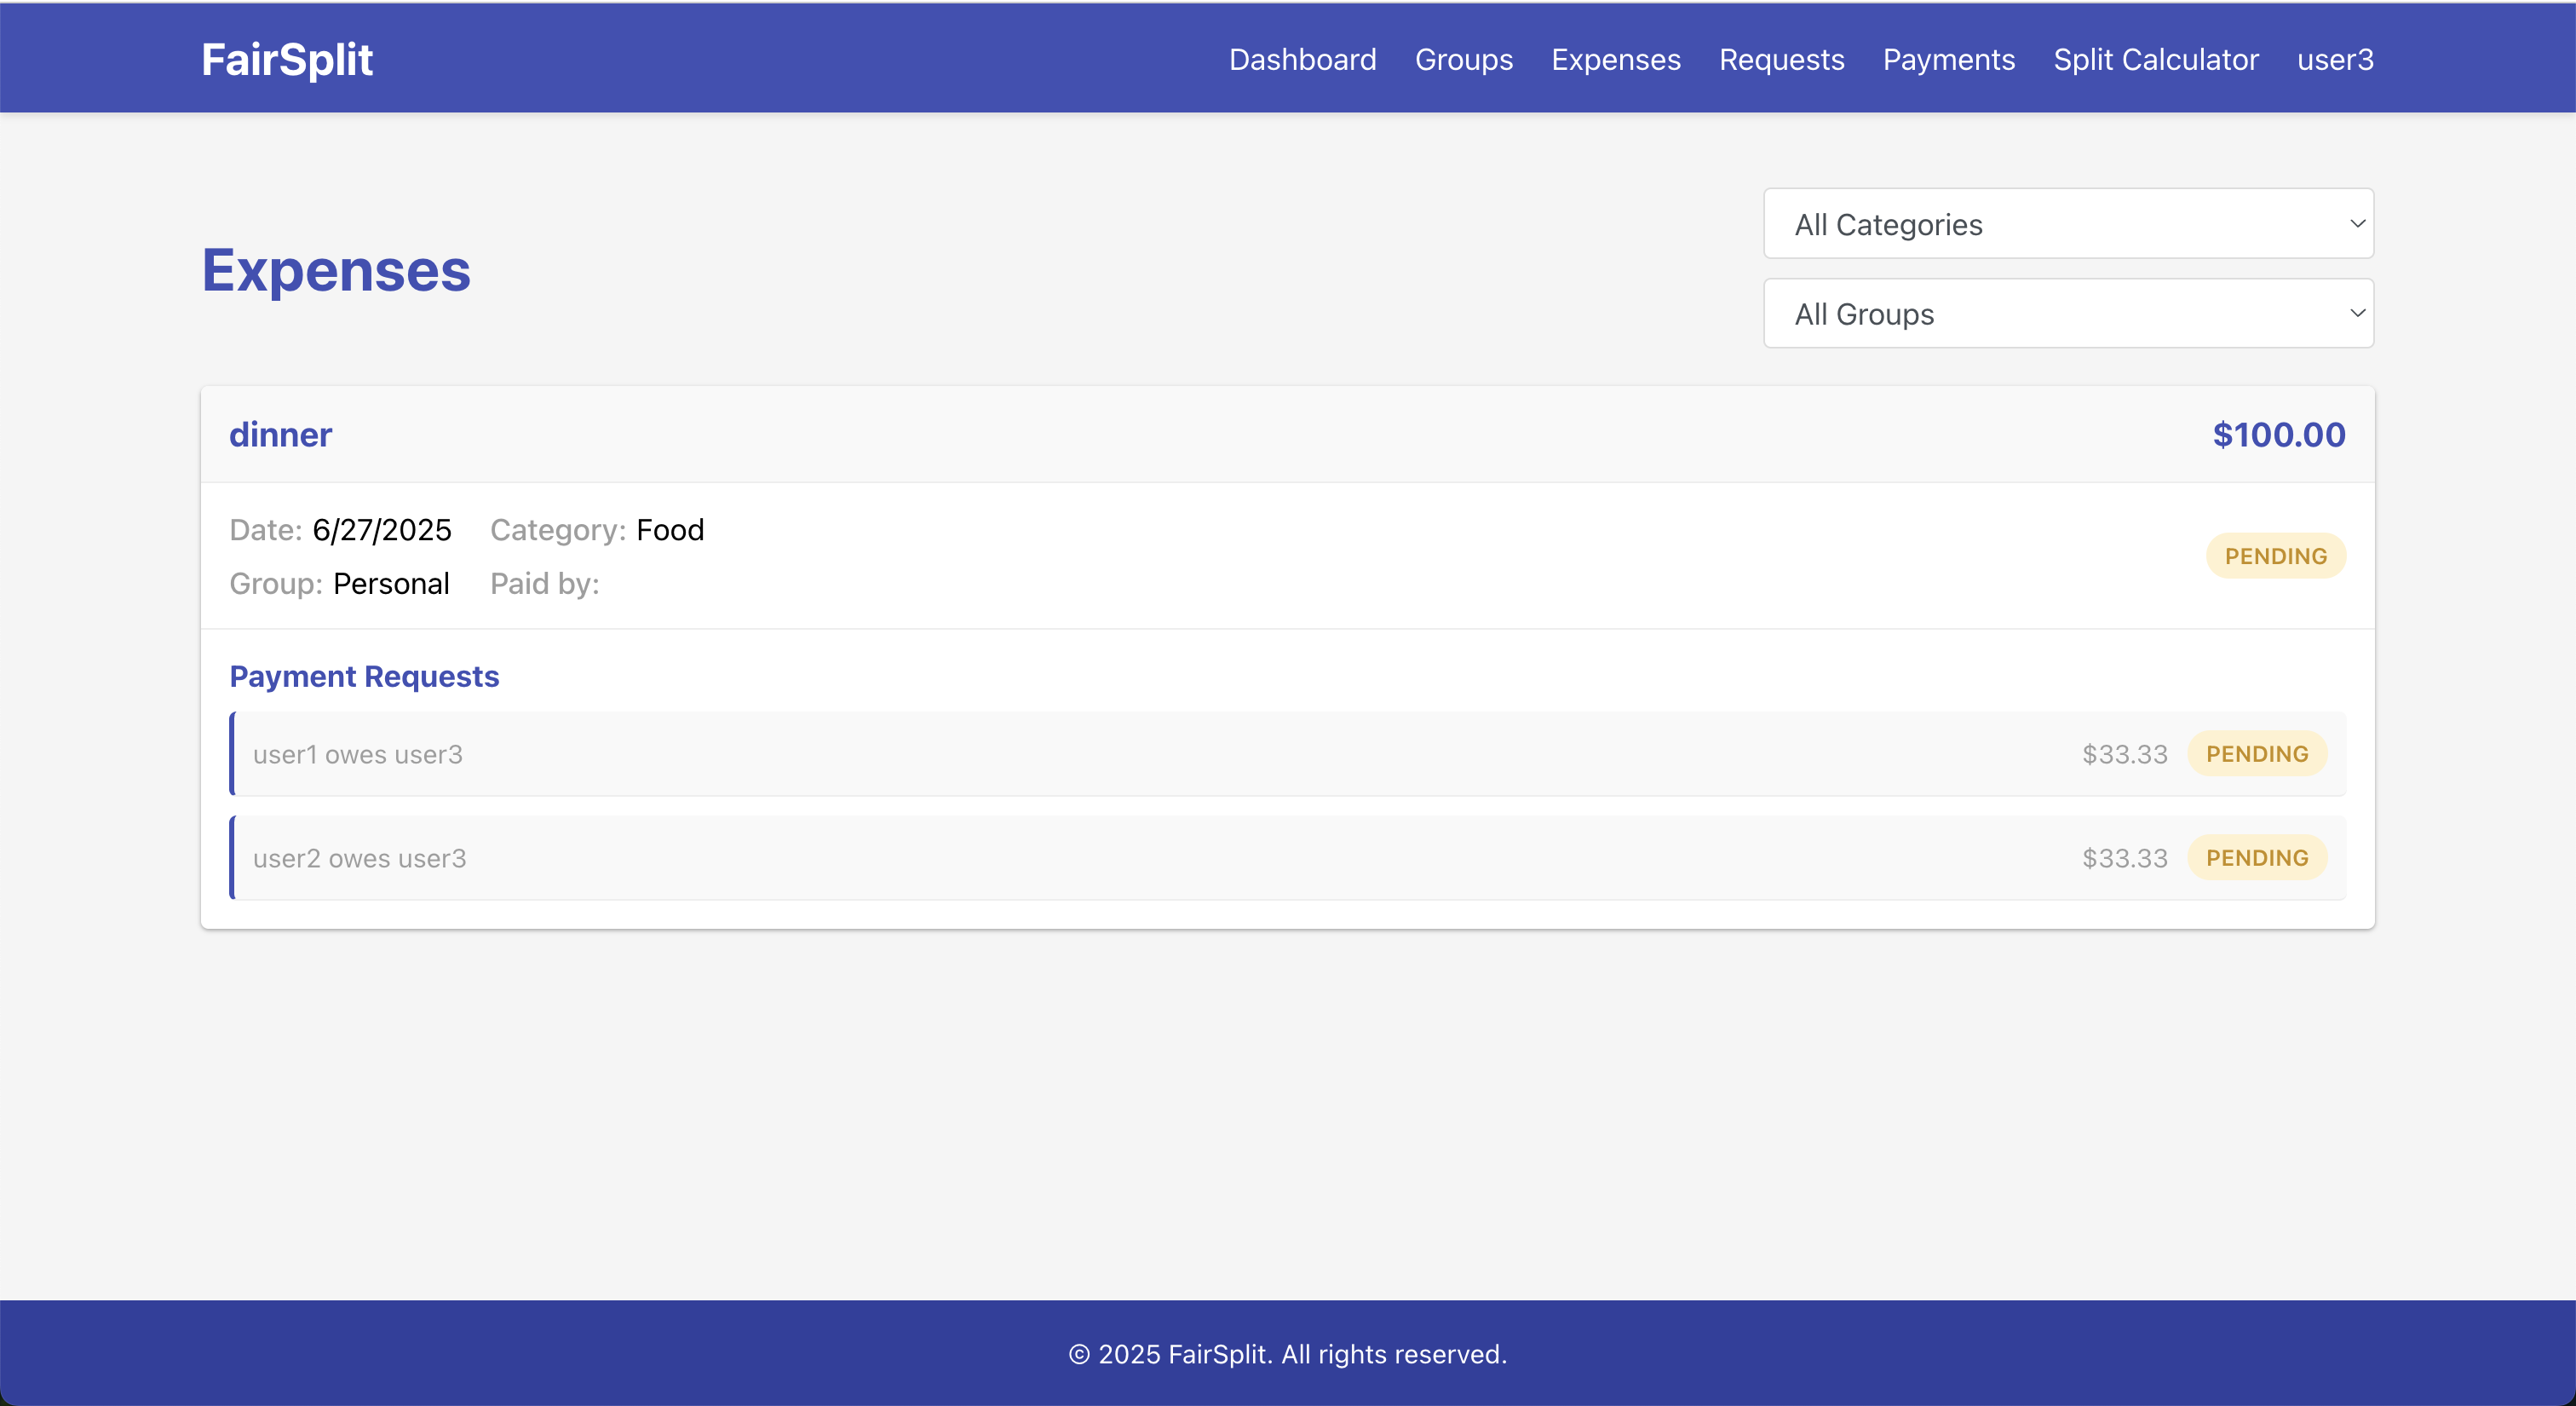 FairSplit Dashboard Groups Expenses Requests Payments Split Calculator user3
All Categories
Expenses
All Groups
dinner $100.00
Date: 6/27/2025 Category: Food
PENDING
Group: Personal Paid by:
Payment Requests
user1 owes user3 $33.33 PENDING
user2 owes user3 $33.33 PENDING
© 2025 FairSplit. All rights reserved.